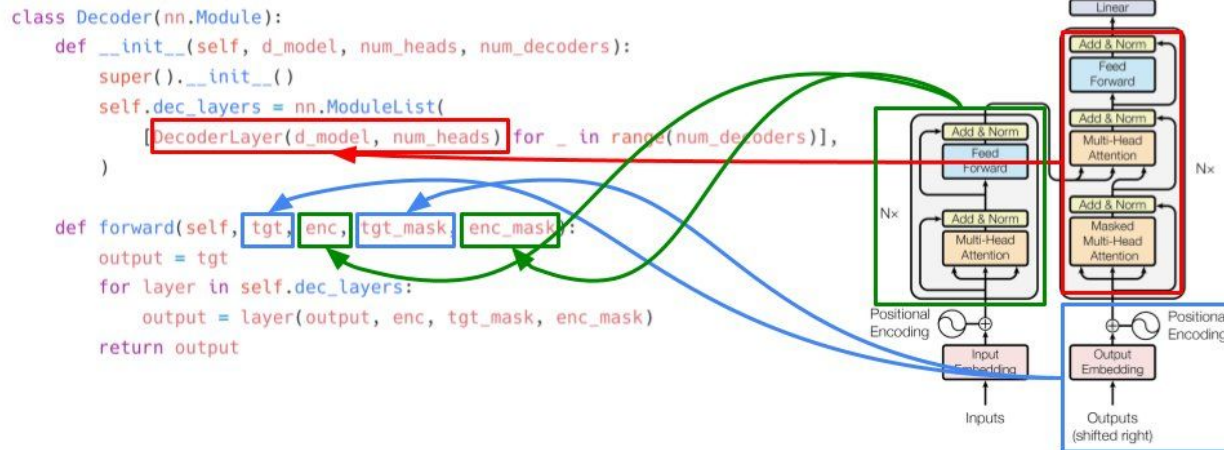 class Decoder(nn.Module):
    def __init__(self, d_model, num_heads, num_decoders):
        super().__init__()
        self.dec_layers = nn.ModuleList(
            [DecoderLayer(d_model, num_heads) for _ in range(num_decoders)],
        )
    def forward(self, tgt, enc, tgt_mask, enc_mask):
        output = tgt
        for layer in self.dec_layers:
            output = layer(output, enc, tgt_mask, enc_mask)
        return output
Linear
Add & Norm
Feed
Forward
Add & Norm
Multi-Head
Attention
Nx
Add & Norm
Masked
Multi-Head
Attention
Add & Norm
Feed
Forward
Nx
Add & Norm
Multi-Head
Attention
Positional
Encoding
Input
Embedding
Inputs
Positional
Encoding
Output
Embedding
Outputs
(shifted right)